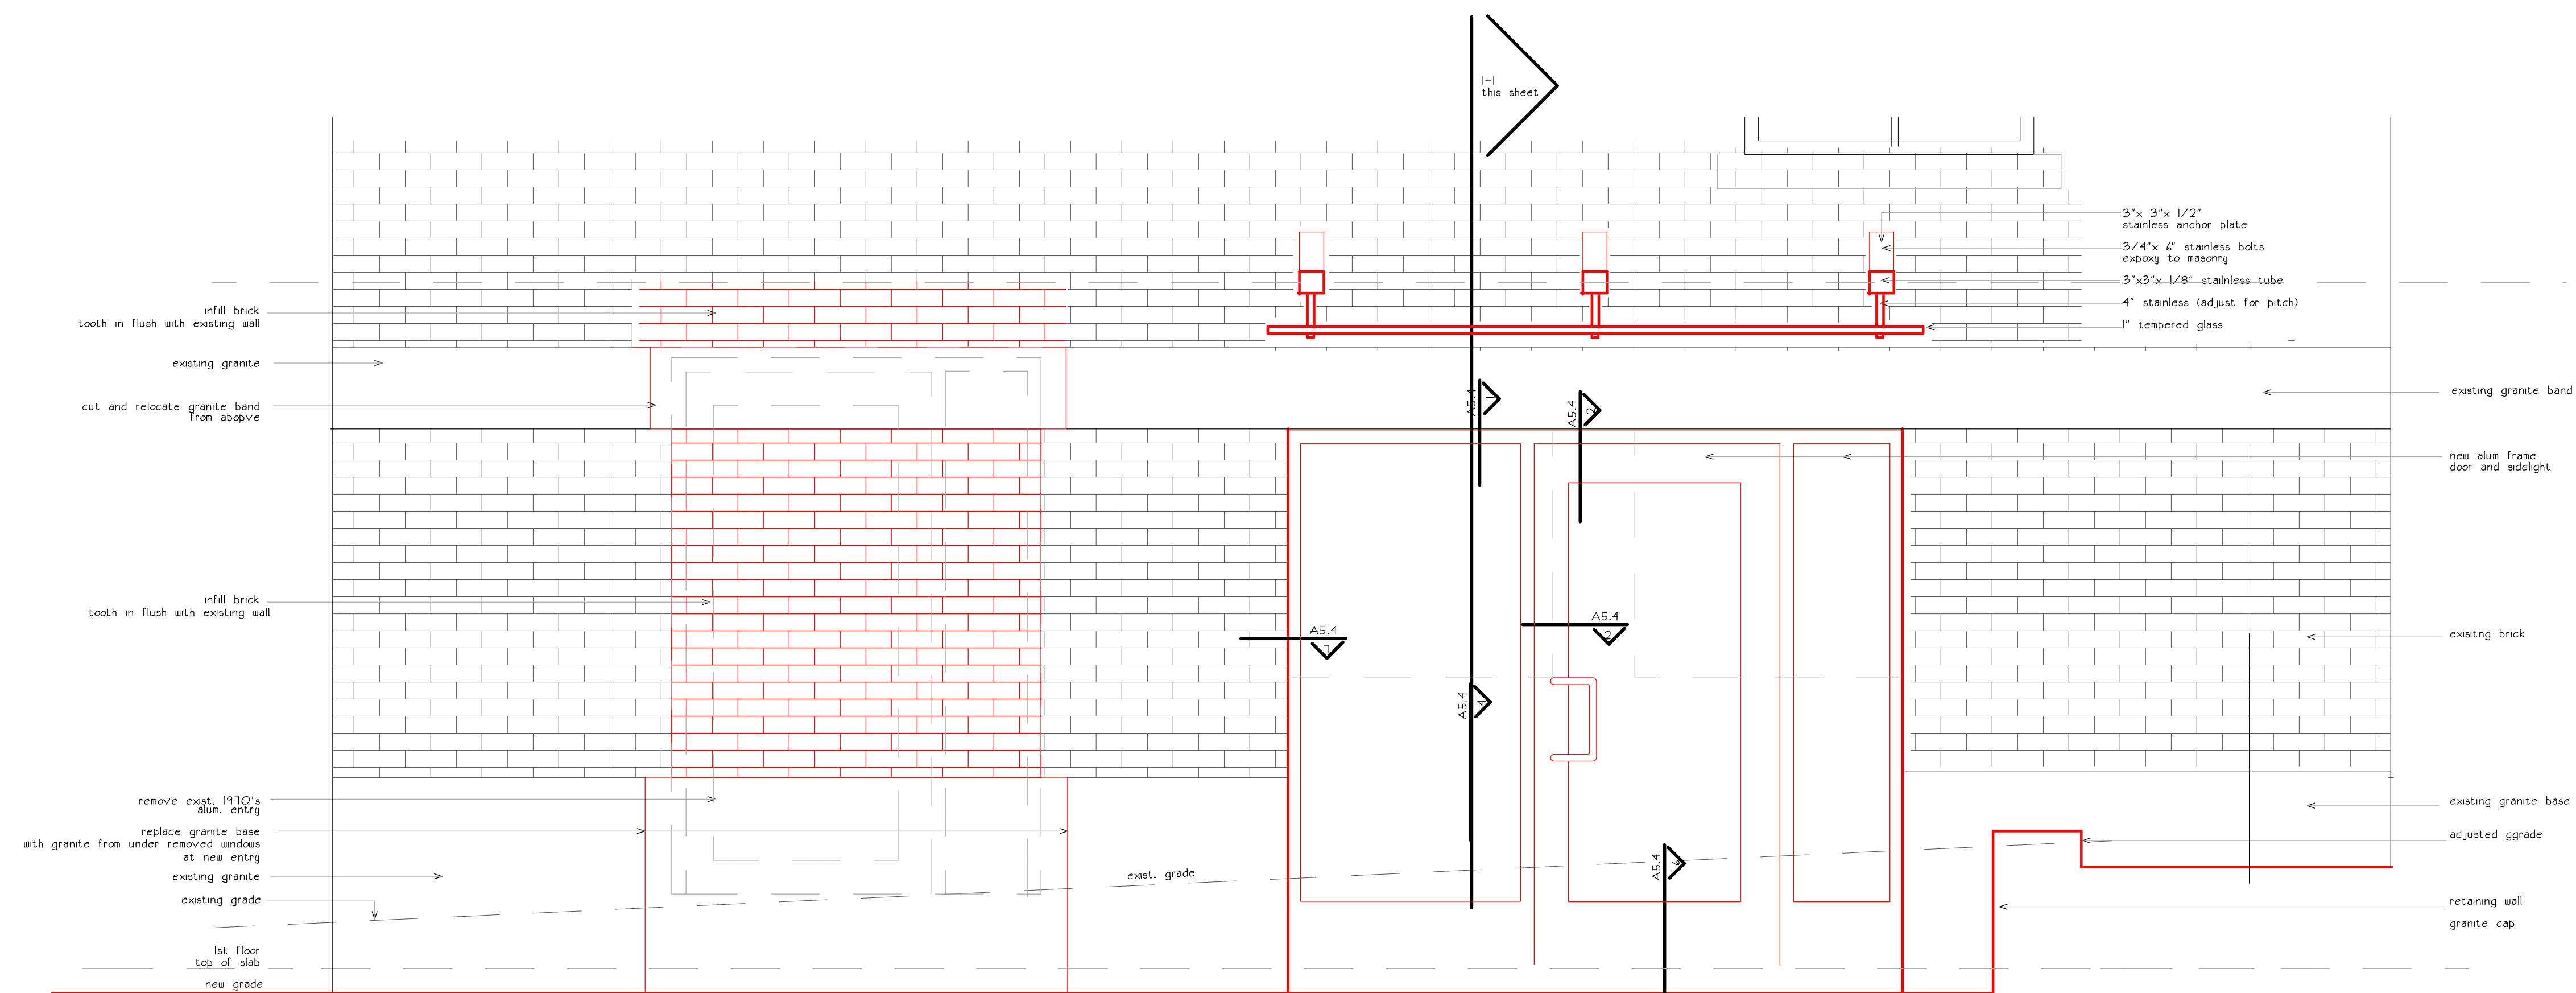 1-1
this sheet
3"x 3"x 1/2"
stainless anchor plate
3/4"x 6" stainless bolts
expoxy to masonry
3"x3"x 1/8" stailnless tube
4" stainless (adjust for pitch)
1" tempered glass
infill brick
tooth in flush with existing wall
existing granite
cut and relocate granite band
from abopve
A5.4
1
A5.4
2
existing granite band
new alum frame
door and sidelight
infill brick
tooth in flush with existing wall
A5.4
7
A5.4
2
exisitng brick
A5.4
4
remove exist. 1970's
alum. entry
replace granite base
with granite from under removed windows
at new entry
existing granite
existing grade
exist. grade
A5.4
6
existing granite base
adjusted ggrade
retaining wall
granite cap
1st floor
top of slab
new grade